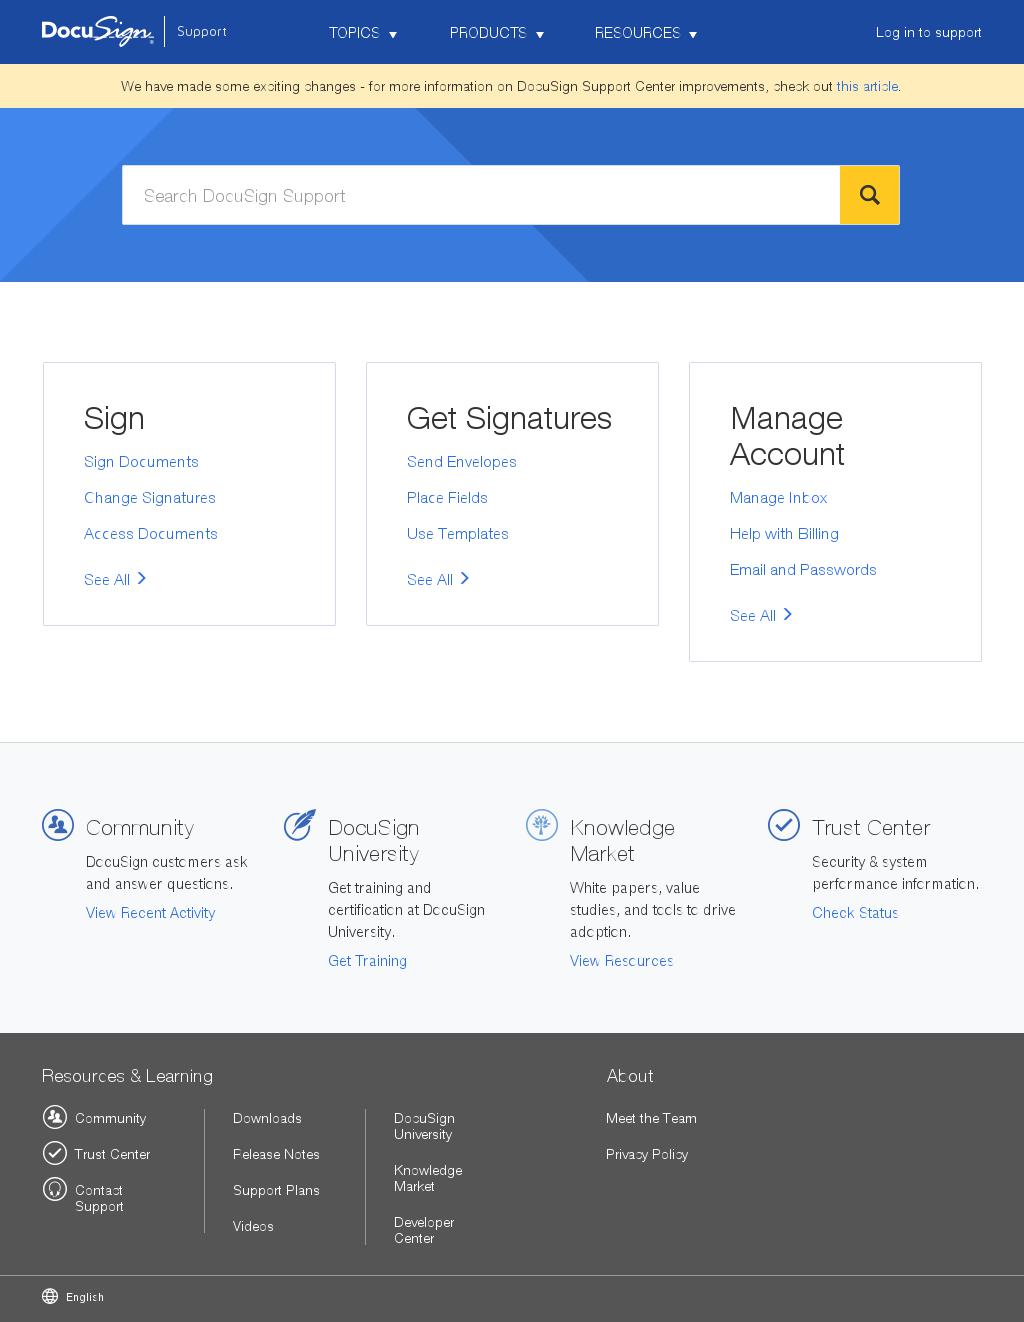 DocuSign Support TOPICS PRODUCTS RESOURCES Log in to support
We have made some exciting changes - for more information on DocuSign Support Center improvements, check out this article.
Search DocuSign Support
Sign
Sign Documents
Change Signatures
Access Documents
See All
Get Signatures
Send Envelopes
Place Fields
Use Templates
See All
Manage
Account
Manage Inbox
Help with Billing
Email and Passwords
See All
Community
DocuSign customers ask
and answer questions.
View Recent Activity
DocuSign
University
Get training and
certification at DocuSign
University.
Get Training
Knowledge
Market
White papers, value
studies, and tools to drive
adoption.
View Resources
Trust Center
Security & system
performance information.
Check Status
Resources & Learning
Community
Trust Center
Contact
Support
Downloads
Release Notes
Support Plans
Videos
DocuSign
University
Knowledge
Market
Developer
Center
About
Meet the Team
Privacy Policy
English